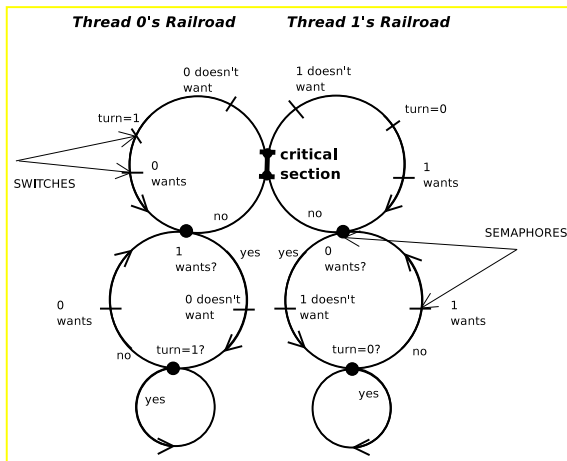 Thread 0's Railroad
Thread 1's Railroad
0 doesn't
want
1 doesn't
want
turn=1
turn=0
critical
section
0
wants
1
wants
SWITCHES
no
no
SEMAPHORES
1
wants?
yes
yes
0
wants?
0
wants
0 doesn't
want
1 doesn't
want
1
wants
no
turn=1?
turn=0?
no
yes
yes